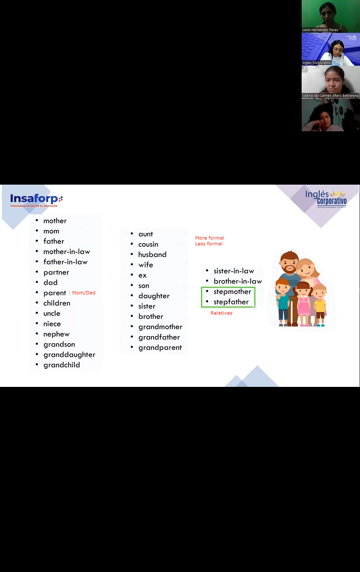 Insaforp
Inglés
Corporativo
mother
mom
father
mother-in-law
father-in-law
partner
dad
parent Mom/Dad
children
uncle
niece
nephew
grandson
granddaughter
grandchild
aunt
cousin
husband
wife
ex
son
daughter
sister
brother
grandmother
grandfather
grandparent
More formal
Less formal
sister-in-law
brother-in-law
stepmother
stepfather
Relatives